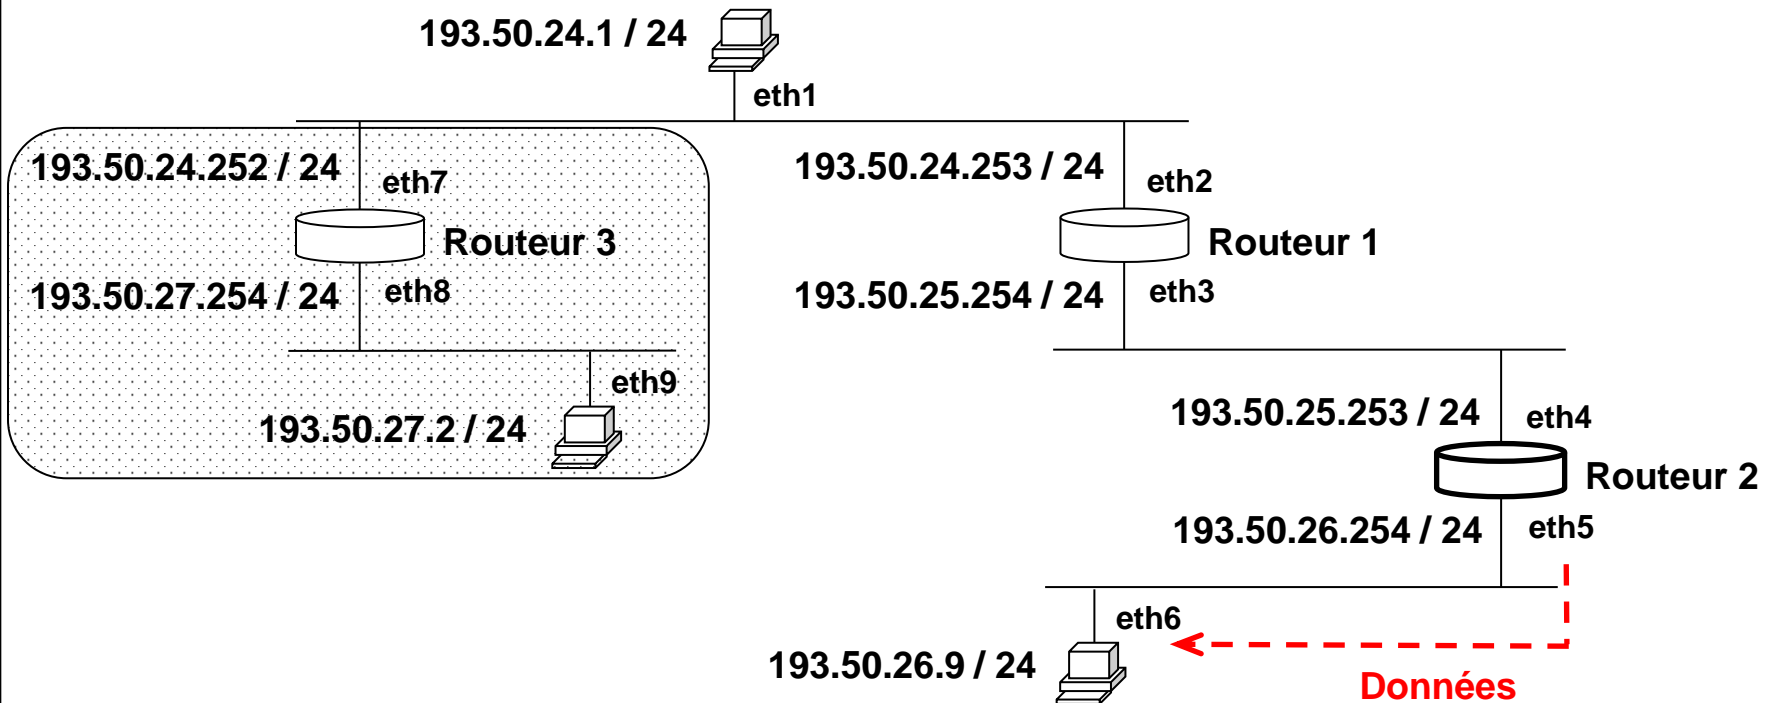 193.50.24.1 / 24
eth1
193.50.24.252 / 24
eth7
193.50.24.253 / 24
eth2
Routeur 3
Routeur 1
193.50.27.254 / 24
eth8
193.50.25.254 / 24
eth3
eth9
193.50.27.2 / 24
193.50.25.253 / 24
eth4
Routeur 2
193.50.26.254 / 24
eth5
eth6
193.50.26.9 / 24
Données